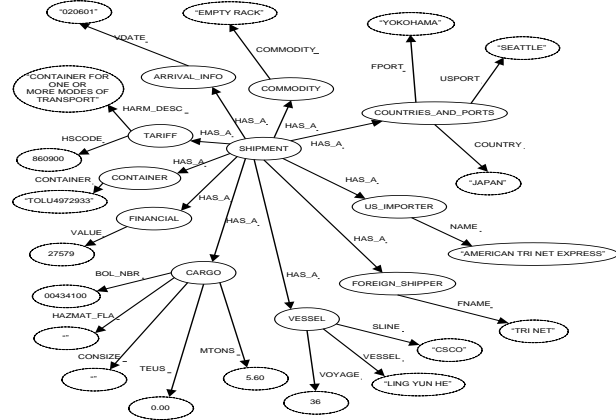 "020601"
"EMPTY RACK"
"YOKOHAMA"
"SEATTLE"
VDATE_
COMMODITY_
FPORT_
USPORT
"CONTAINER FOR
ONE OR
MORE MODES OF
TRANSPORT"
ARRIVAL_INFO
COMMODITY
COUNTRIES_AND_PORTS
HARM_DESC_
HAS_A_
HAS_A_
TARIFF
HAS_A_
HAS_A_
COUNTRY_
HSCODE_
SHIPMENT
860900
HAS_A_
CONTAINER_
CONTAINER
HAS_A_
"JAPAN"
"TOLU4972933"
HAS_A_
US_IMPORTER
FINANCIAL
HAS_A_
NAME_
VALUE
HAS_A_
"AMERICAN TRI NET EXPRESS"
27579
CARGO
HAS_A_
FOREIGN_SHIPPER
BOL_NBR_
00434100
FNAME_
HAZMAT_FLA_
VESSEL
"TRI NET"
""
SLINE_
CONSIZE_
MTONS_
"CSCO"
TEUS_
VESSEL_
""
5.60
VOYAGE_
"LING YUN HE"
0.00
36